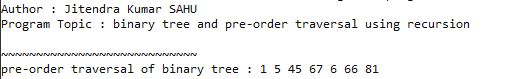 Author : Jitendra Kumar SAHU
Program Topic : binary tree and pre-order traversal using recursion
~~~~~~~~~~~~~~~~~~~~~~~~~~~~
pre-order traversal of binary tree : 1 5 45 67 6 66 81